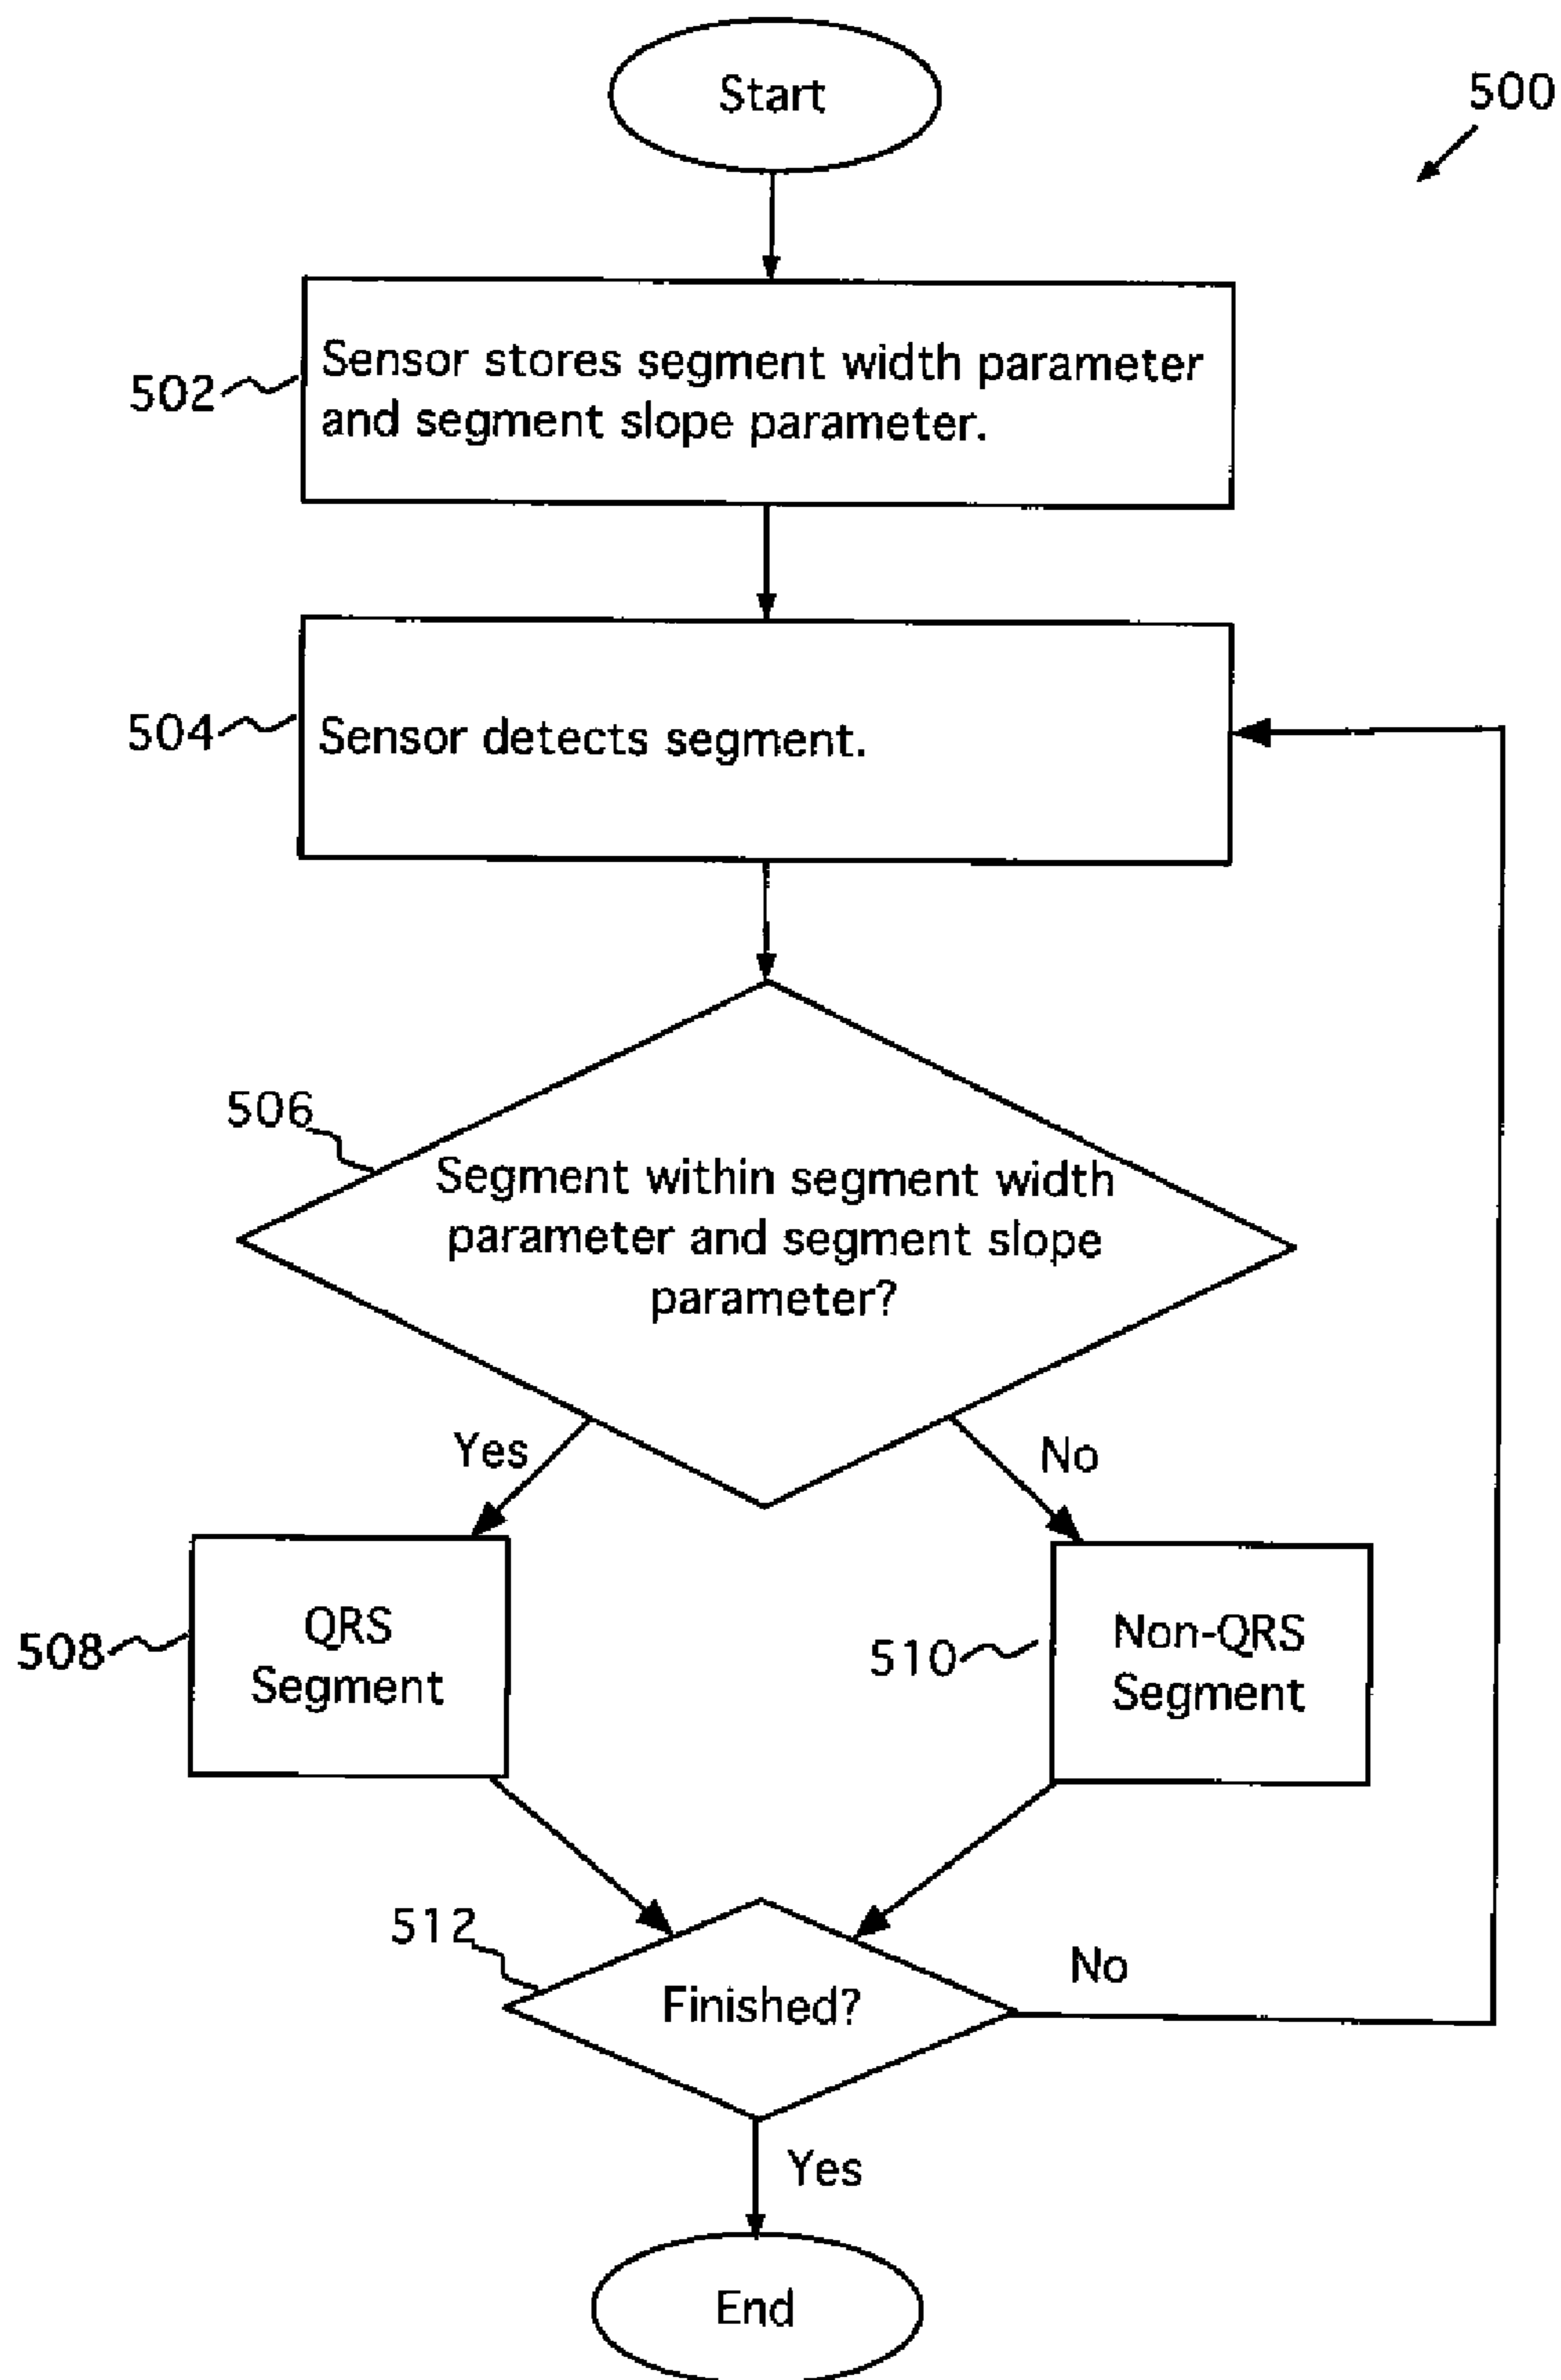 Start
500
502
Sensor stores segment width parameter
and segment slope parameter.
504
Sensor detects segment.
506
Segment within segment width
parameter and segment slope
parameter?
Yes
No
508
QRS
Segment
510
Non-QRS
Segment
512
Finished?
No
Yes
End